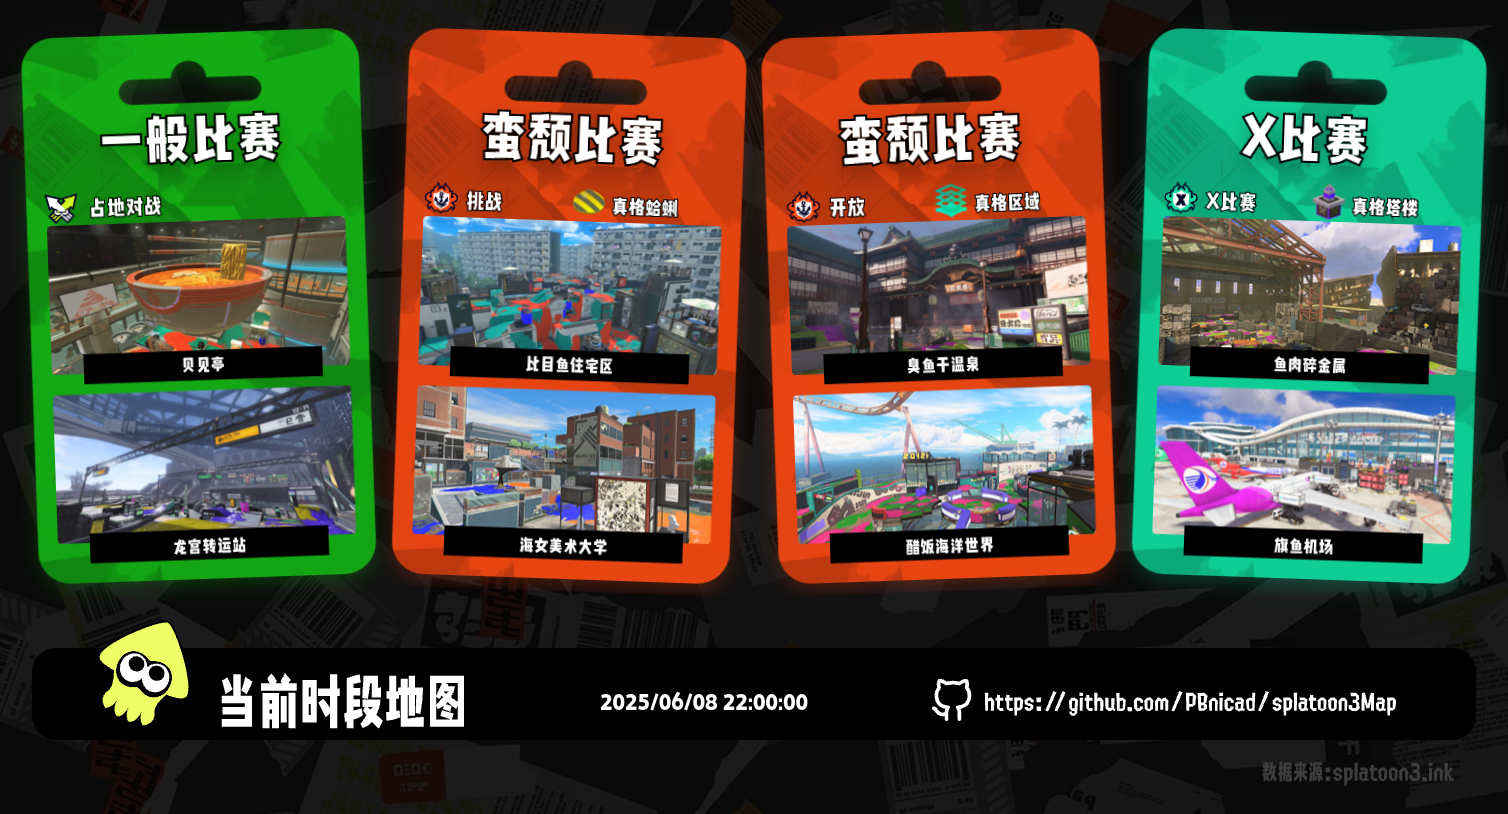 一般比赛
占地对战
贝贝亭
龙宫转运站
蛮颓比赛
挑战
真格蛤蜊
比目鱼住宅区
海女美术大学
蛮颓比赛
开放
真格区域
臭鱼干温泉
醋饭海洋世界
X比赛
X比赛
真格塔楼
鱼肉碎金属
旗鱼机场
当前时段地图
2025/06/08 22:00:00
https://github.com/PBnicad/splatoon3Map
数据来源:splatoon3.ink